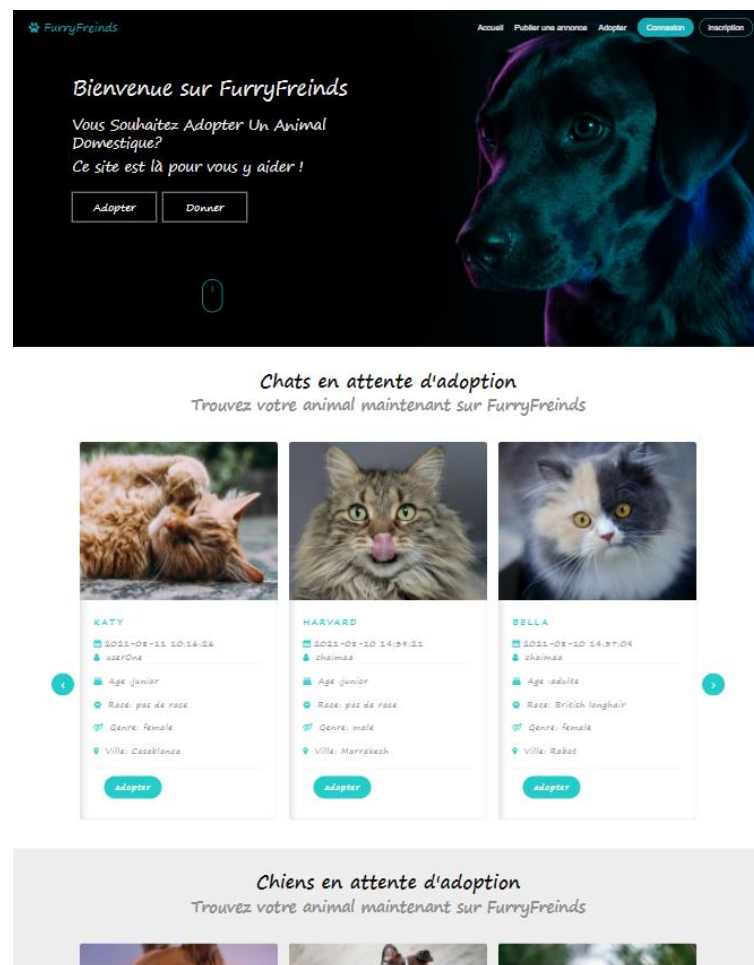 FurryFreinds
Accueil Publier une annonce Adopter Connexion Inscription
Bienvenue sur FurryFreinds
Vous Souhaitez Adopter Un Animal
Domestique?
Ce site est là pour vous y aider !
Adopter Donner
Chats en attente d'adoption
Trouvez votre animal maintenant sur FurryFreinds
KATY
2021-08-11 10:16:26
userOne
Age :junior
Race: pas de race
Genre: female
Ville: Casablanca
adopter
HARVARD
2021-08-10 14:39:21
chaimaa
Age :junior
Race: pas de race
Genre: male
Ville: Marrakech
adopter
BELLA
2021-08-10 14:37:04
chaimaa
Age :adulte
Race: British longhair
Genre: female
Ville: Rabat
adopter
Chiens en attente d'adoption
Trouvez votre animal maintenant sur FurryFreinds